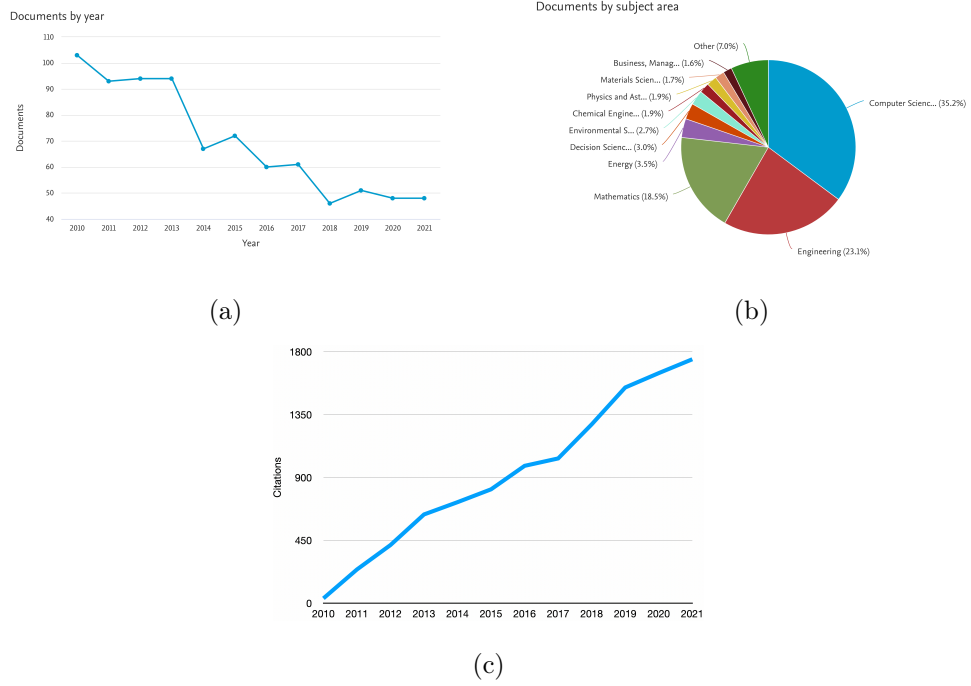 Documents by year
110
100
90
80
70
60
50
40
Documents
2010 2011 2012 2013 2014 2015 2016 2017 2018 2019 2020 2021
Year
(a)
Documents by subject area
Other (7.0%)
Business, Manag... (1.6%)
Materials Scien... (1.7%)
Physics and Ast... (1.9%)
Chemical Engine... (1.9%)
Environmental S... (2.7%)
Decision Scienc... (3.0%)
Energy (3.5%)
Mathematics (18.5%)
Computer Scienc... (35.2%)
Engineering (23.1%)
(b)
1800
1350
900
450
0
Citations
2010 2011 2012 2013 2014 2015 2016 2017 2018 2019 2020 2021
(c)